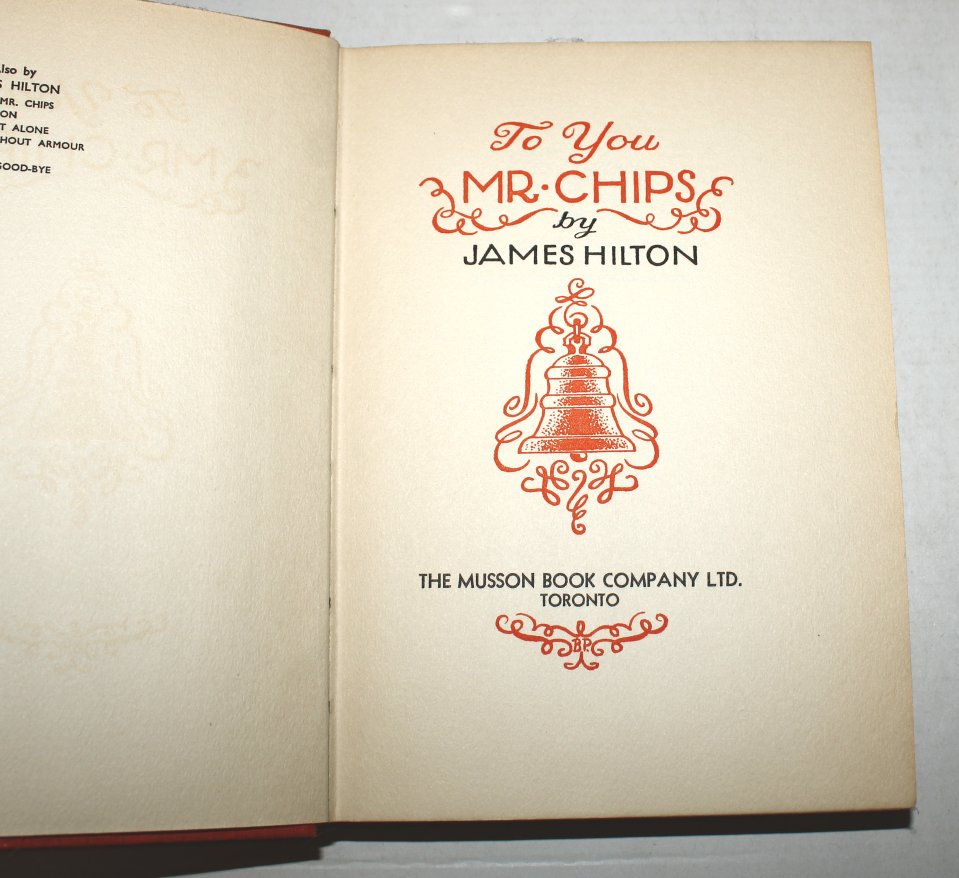 lso by
S HILTON
MR. CHIPS
ON
T ALONE
HOUT ARMOUR
GOOD-BYE
To You
MR·CHIPS
by
JAMES HILTON
THE MUSSON BOOK COMPANY LTD.
TORONTO
B.P.